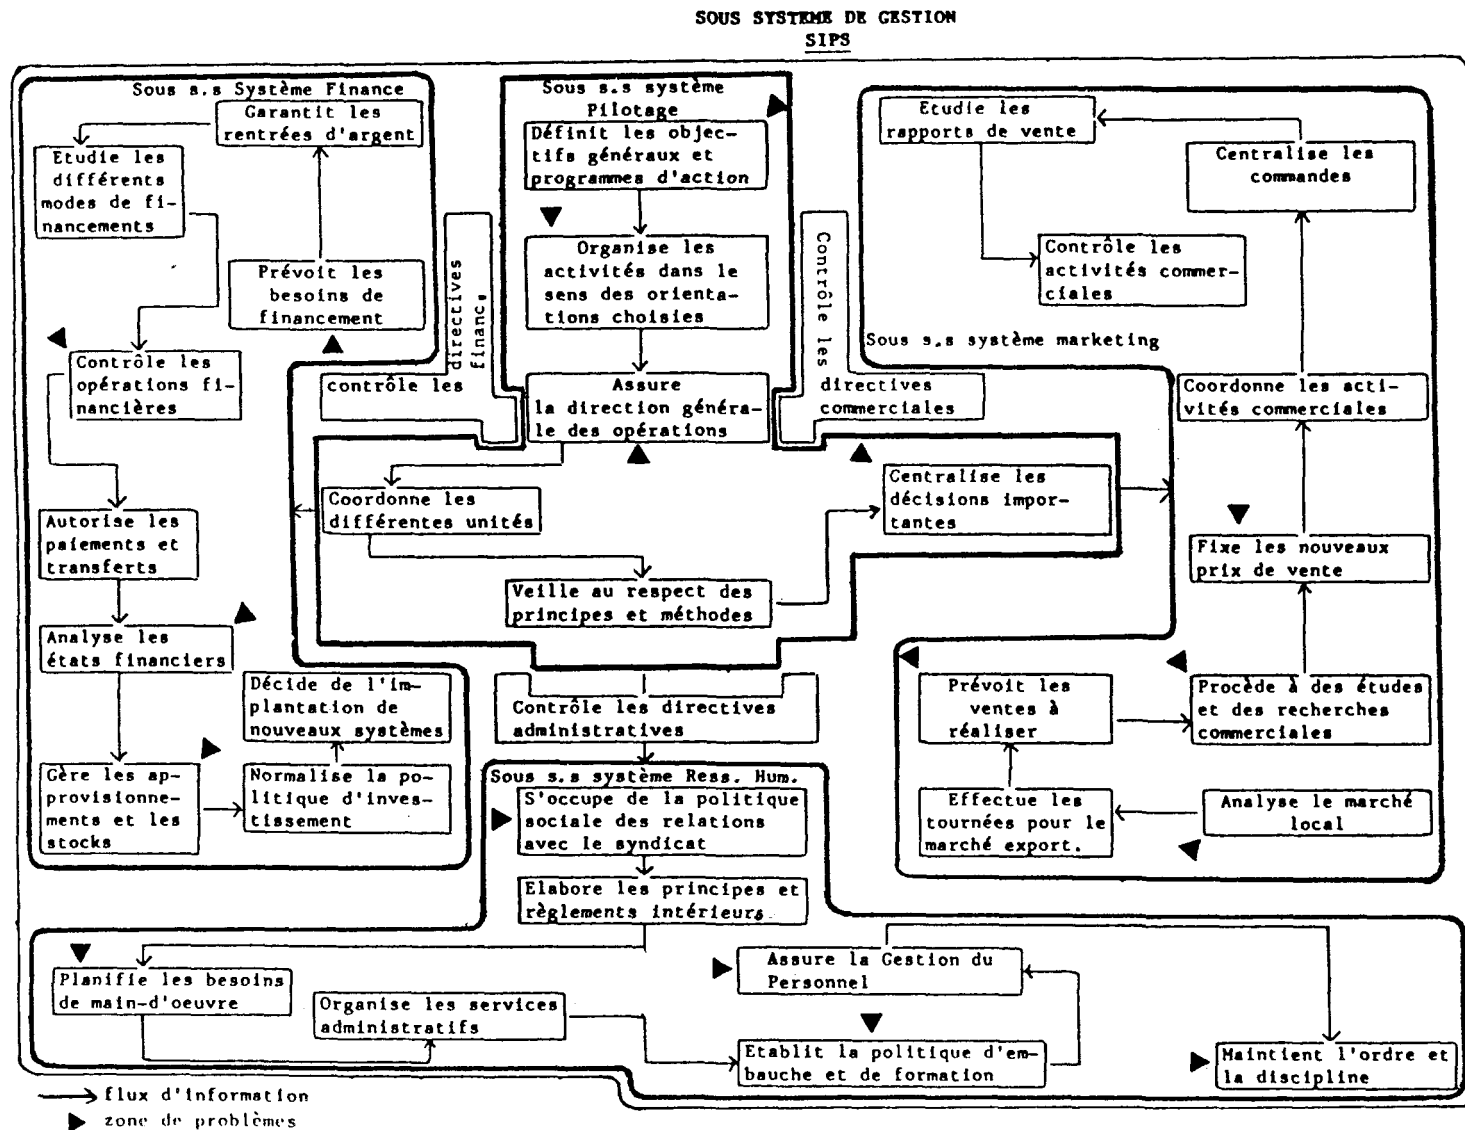 SOUS SYSTEME DE GESTION
SIPS
Sous s.s Système Finance
Garantit les
rentrées d'argent
Etudie les
différents
modes de fi-
nancements
Prévoit les
besoins de
financement
Contrôle les
opérations fi-
nancières
Autorise les
paiements et
transferts
Analyse les
états financiers
Décide de l'im-
plantation de
nouveaux systèmes
Gère les ap-
provisionne-
ments et les
stocks
Normalise la po-
litique d'inves-
tissement
contrôle les
directives
financ.
Sous s.s système
Pilotage
Définit les objec-
tifs généraux et
programmes d'action
Organise les
activités dans le
sens des orienta-
tions choisies
Assure
la direction généra-
le des opérations
Coordonne les
différentes unités
Veille au respect des
principes et méthodes
Centralise les
décisions impor-
tantes
Contrôle les
directives
commerciales
Etudie les
rapports de vente
Centralise les
commandes
Contrôle les
activités commer-
ciales
Sous s.s système marketing
Coordonne les acti-
vités commerciales
Fixe les nouveaux
prix de vente
Prévoit les
ventes à
réaliser
Procède à des études
et des recherches
commerciales
Effectue les
tournées pour le
marché export.
Analyse le marché
local
Contrôle les directives
administratives
Sous s.s système Ress. Hum.
S'occupe de la politique
sociale des relations
avec le syndicat
Elabore les principes et
règlements intérieurs
Planifie les besoins
de main-d'oeuvre
Organise les services
administratifs
Assure la Gestion du
Personnel
Etablit la politique d'em-
bauche et de formation
Maintient l'ordre et
la discipline
flux d'information
zone de problèmes